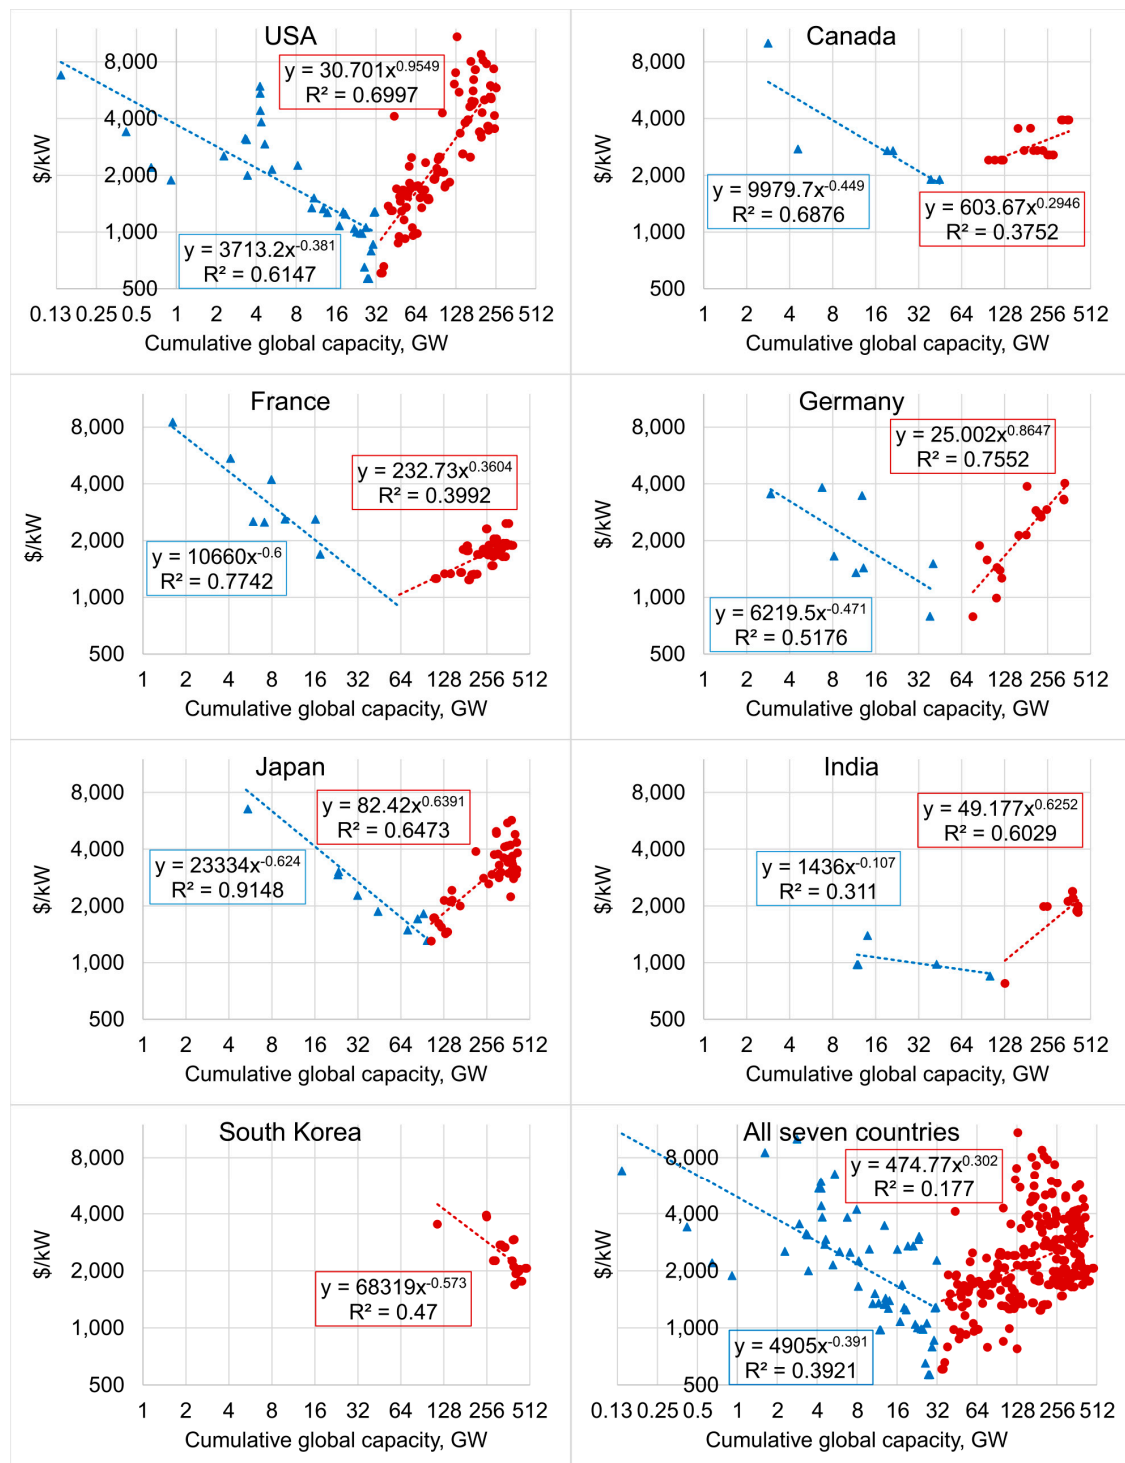 USA
y = 30.701x^0.9549
R² = 0.6997
y = 3713.2x^-0.381
R² = 0.6147
$/kW
8,000
4,000
2,000
1,000
500
0.13 0.25 0.5 1 2 4 8 16 32 64 128 256 512
Cumulative global capacity, GW
Canada
y = 9979.7x^-0.449
R² = 0.6876
y = 603.67x^0.2946
R² = 0.3752
$/kW
8,000
4,000
2,000
1,000
500
1 2 4 8 16 32 64 128 256 512
Cumulative global capacity, GW
France
y = 232.73x^0.3604
R² = 0.3992
y = 10660x^-0.6
R² = 0.7742
$/kW
8,000
4,000
2,000
1,000
500
1 2 4 8 16 32 64 128 256 512
Cumulative global capacity, GW
Germany
y = 25.002x^0.8647
R² = 0.7552
y = 6219.5x^-0.471
R² = 0.5176
$/kW
8,000
4,000
2,000
1,000
500
1 2 4 8 16 32 64 128 256 512
Cumulative global capacity, GW
Japan
y = 82.42x^0.6391
R² = 0.6473
y = 23334x^-0.624
R² = 0.9148
$/kW
8,000
4,000
2,000
1,000
500
1 2 4 8 16 32 64 128 256 512
Cumulative global capacity, GW
India
y = 49.177x^0.6252
R² = 0.6029
y = 1436x^-0.107
R² = 0.311
$/kW
8,000
4,000
2,000
1,000
500
1 2 4 8 16 32 64 128 256 512
Cumulative global capacity, GW
South Korea
y = 68319x^-0.573
R² = 0.47
$/kW
8,000
4,000
2,000
1,000
500
1 2 4 8 16 32 64 128 256 512
Cumulative global capacity, GW
All seven countries
y = 474.77x^0.302
R² = 0.177
y = 4905x^-0.391
R² = 0.3921
$/kW
8,000
4,000
2,000
1,000
500
0.13 0.25 0.5 1 2 4 8 16 32 64 128 256 512
Cumulative global capacity, GW